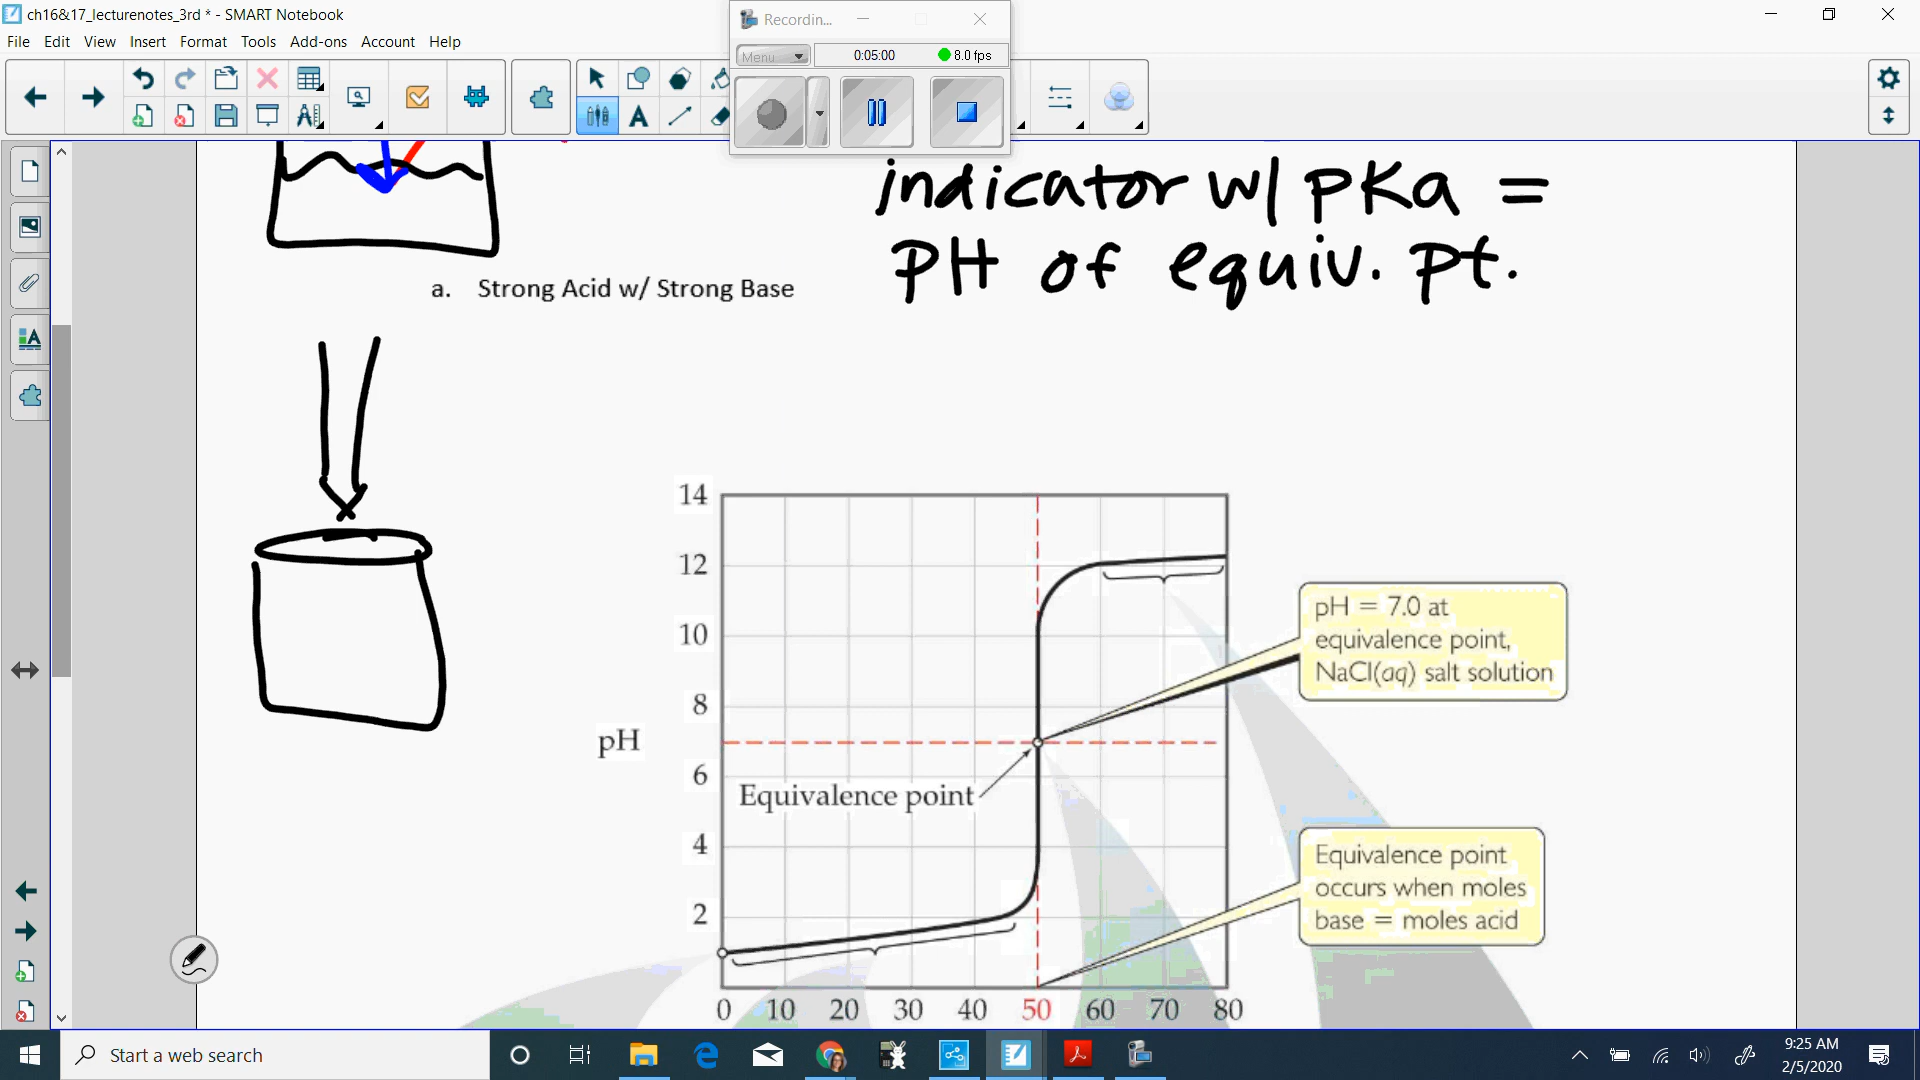 ch16&17_lecturenotes_3rd * - SMART Notebook
Recordin...
File Edit View Insert Format Tools Add-ons Account Help
Menu 0:05:00 8.0 fps
indicator w/ pKa =
pH of equiv. pt.
a. Strong Acid w/ Strong Base
14
12
10
8
6
4
2
pH
Equivalence point
pH = 7.0 at
equivalence point,
NaCl(aq) salt solution
Equivalence point
occurs when moles
base = moles acid
0 10 20 30 40 50 60 70 80
Start a web search
9:25 AM
2/5/2020